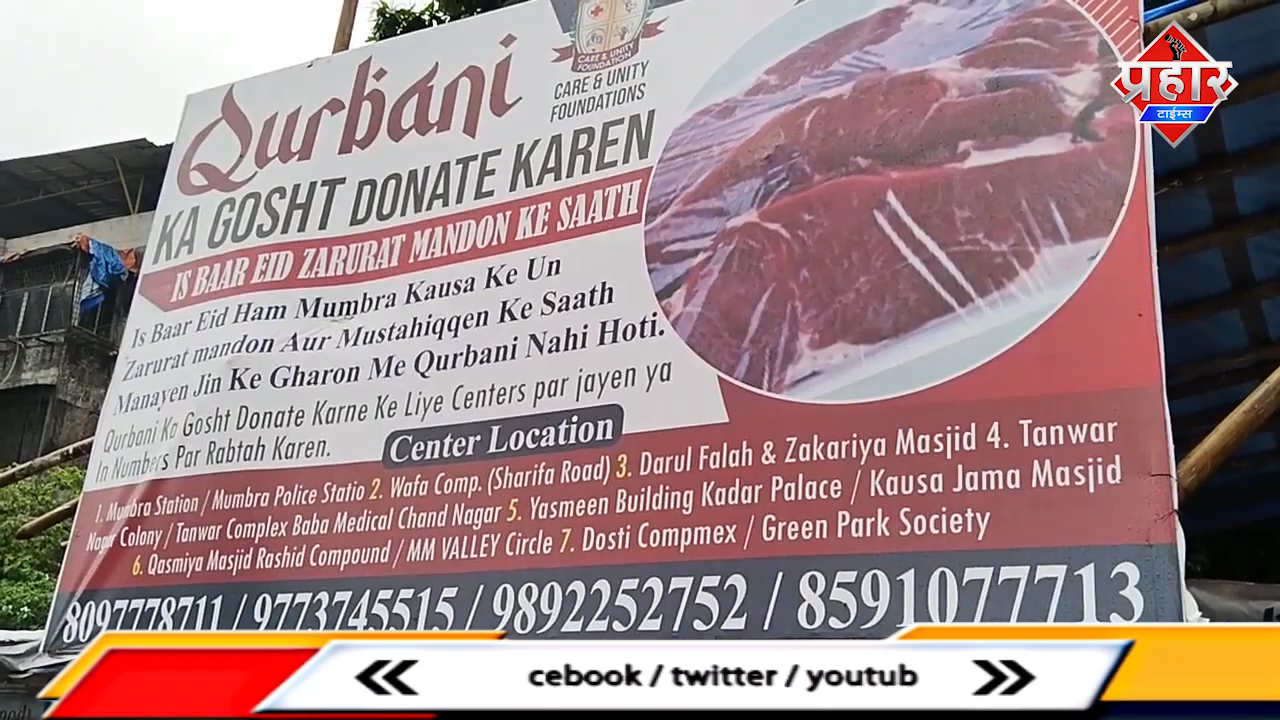 Qurbani
CARE & UNITY
FOUNDATION
CARE & UNITY
FOUNDATIONS
KA GOSHT DONATE KAREN
IS BAAR EID ZARURAT MANDON KE SAATH
Is Baar Eid Ham Mumbra Kausa Ke Un
Zarurat mandon Aur Mustahiqqen Ke Saath
Manayen Jin Ke Gharon Me Qurbani Nahi Hoti.
Qurbani Ka Gosht Donate Karne Ke Liye Centers par jayen ya
In Numbers Par Rabtah Karen.
Center Location
1. Mumbra Station / Mumbra Police Statio 2. Wafa Comp. (Sharifa Road) 3. Darul Falah & Zakariya Masjid 4. Tanwar
Nagar Colony / Tanwar Complex Baba Medical Chand Nagar 5. Yasmeen Building Kadar Palace / Kausa Jama Masjid
6. Qasmiya Masjid Rashid Compound / MM VALLEY Circle 7. Dosti Compmex / Green Park Society
8097778711 / 9773745515 / 9892252752 / 8591077713
प्रहार
टाईम्स
cebook / twitter / youtub